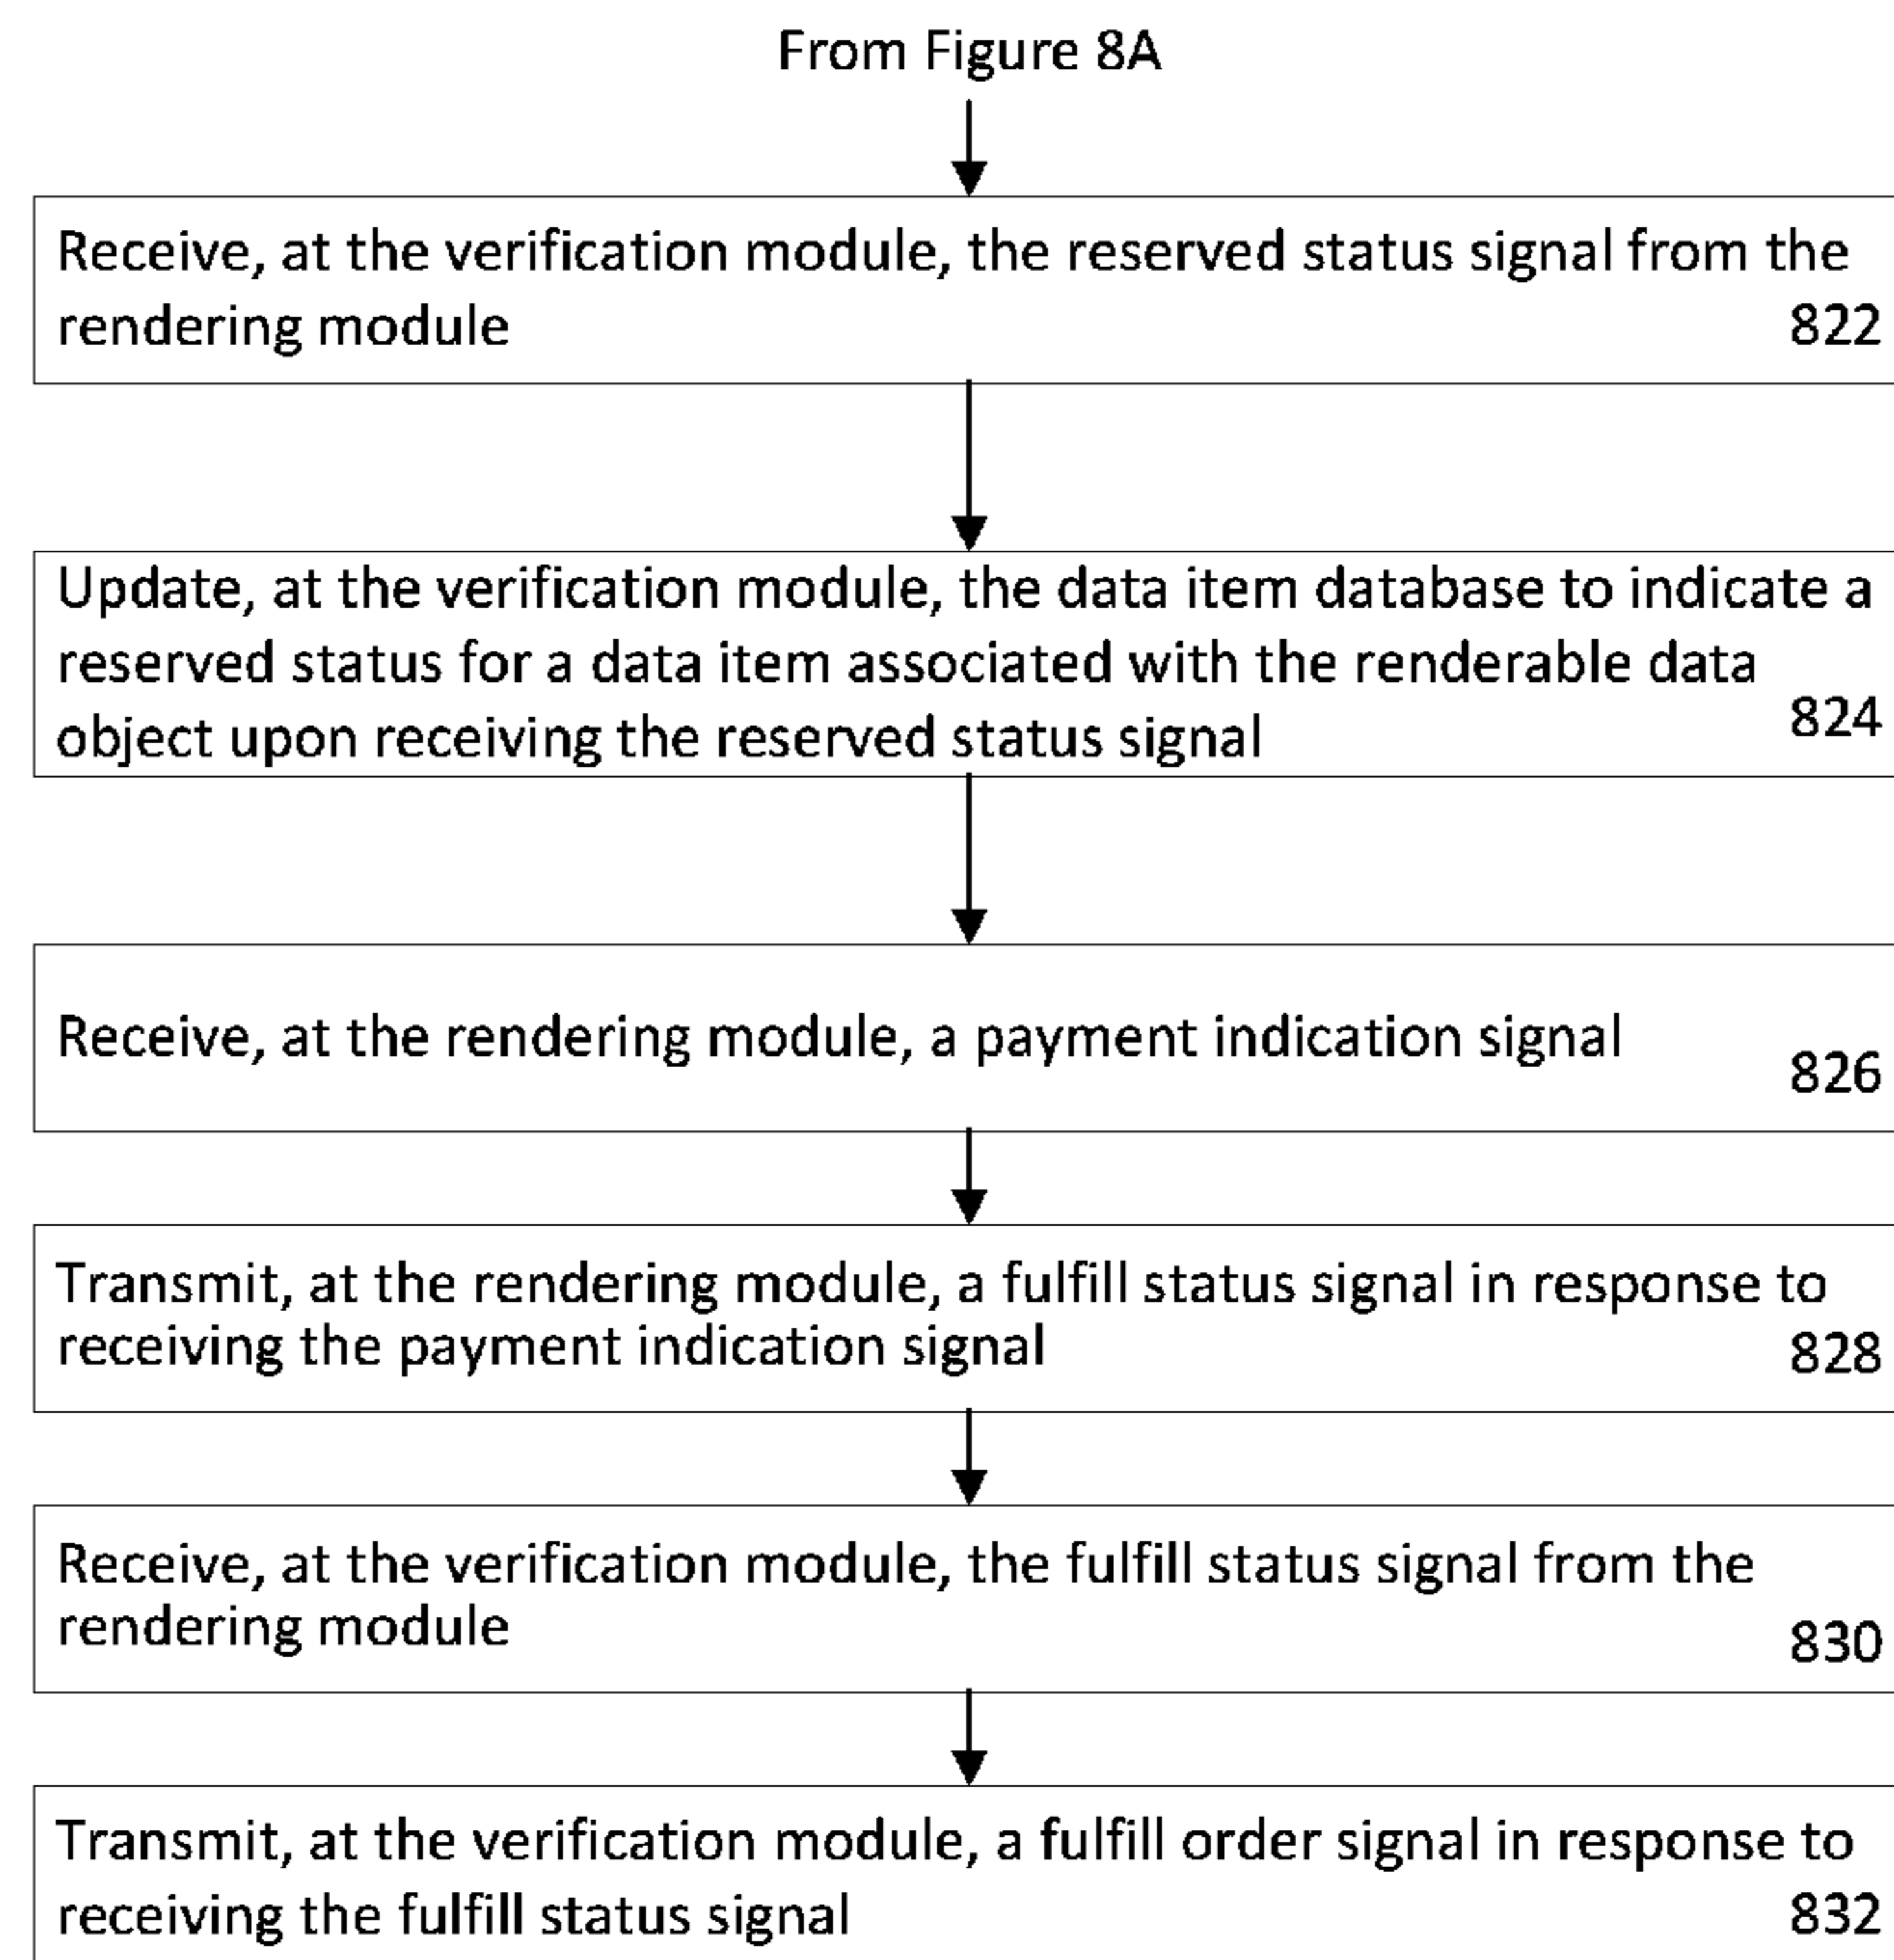 From Figure 8A
Receive, at the verification module, the reserved status signal from the
rendering module
822
Update, at the verification module, the data item database to indicate a
reserved status for a data item associated with the renderable data
object upon receiving the reserved status signal
824
Receive, at the rendering module, a payment indication signal
826
Transmit, at the rendering module, a fulfill status signal in response to
receiving the payment indication signal
828
Receive, at the verification module, the fulfill status signal from the
rendering module
830
Transmit, at the verification module, a fulfill order signal in response to
receiving the fulfill status signal
832